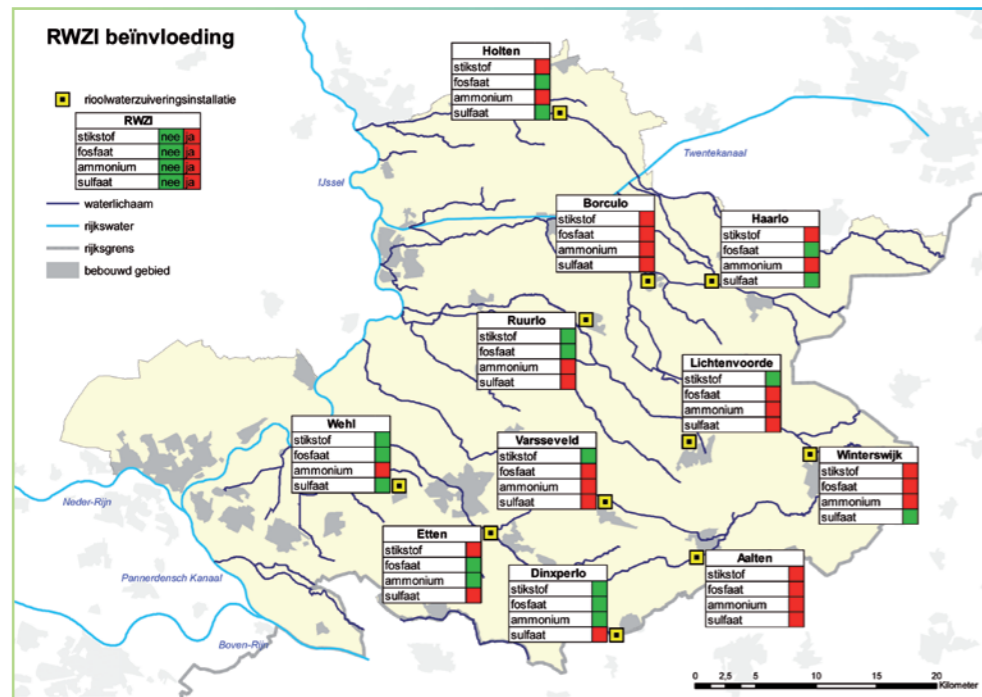 RWZI beïnvloeding
rioolwaterzuiveringsinstallatie
RWZI
stikstof nee ja
fosfaat nee ja
ammonium nee ja
sulfaat nee ja
waterlichaam
rijkswater
rijksgrens
bebouwd gebied
Holten
stikstof
fosfaat
ammonium
sulfaat
Twentekanaal
IJssel
Borculo
stikstof
fosfaat
ammonium
sulfaat
Haarlo
stikstof
fosfaat
ammonium
sulfaat
Ruurlo
stikstof
fosfaat
ammonium
sulfaat
Lichtenvoorde
stikstof
fosfaat
ammonium
sulfaat
Wehl
stikstof
fosfaat
ammonium
sulfaat
Varsseveld
stikstof
fosfaat
ammonium
sulfaat
Winterswijk
stikstof
fosfaat
ammonium
sulfaat
Neder-Rijn
Etten
stikstof
fosfaat
ammonium
sulfaat
Pannerdensch Kanaal
Dinxperlo
stikstof
fosfaat
ammonium
sulfaat
Aalten
stikstof
fosfaat
ammonium
sulfaat
Boven-Rijn
0 2,5 5 10 15 20
Kilometer